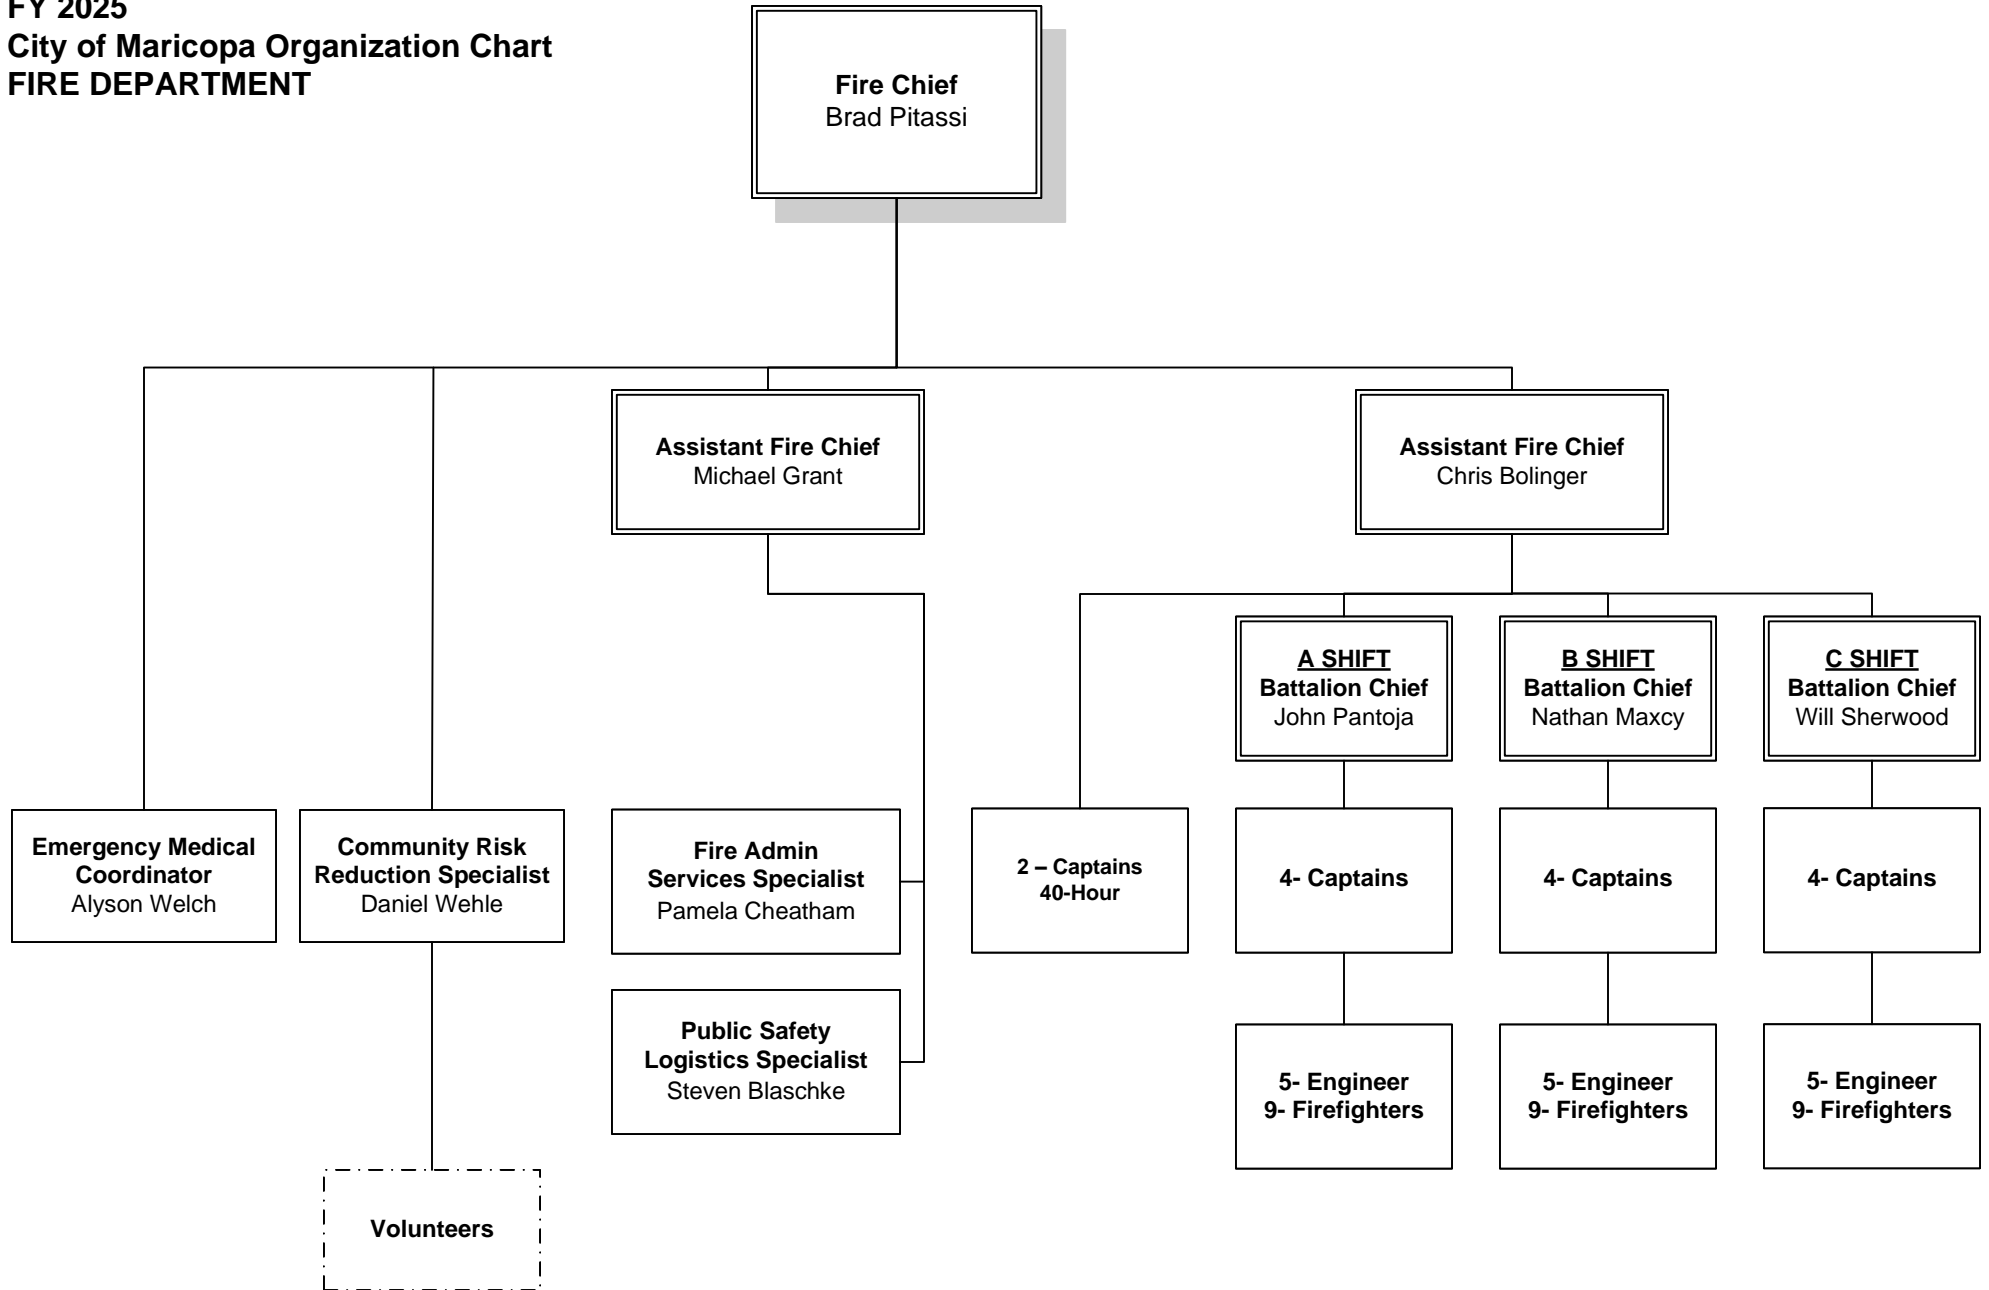 FY 2025
City of Maricopa Organization Chart
FIRE DEPARTMENT
Fire Chief
Brad Pitassi
Assistant Fire Chief
Michael Grant
Assistant Fire Chief
Chris Bolinger
A SHIFT
Battalion Chief
John Pantoja
B SHIFT
Battalion Chief
Nathan Maxcy
C SHIFT
Battalion Chief
Will Sherwood
Emergency Medical
Coordinator
Alyson Welch
Community Risk
Reduction Specialist
Daniel Wehle
Fire Admin
Services Specialist
Pamela Cheatham
2 – Captains
40-Hour
4- Captains
4- Captains
4- Captains
Public Safety
Logistics Specialist
Steven Blaschke
5- Engineer
9- Firefighters
5- Engineer
9- Firefighters
5- Engineer
9- Firefighters
Volunteers